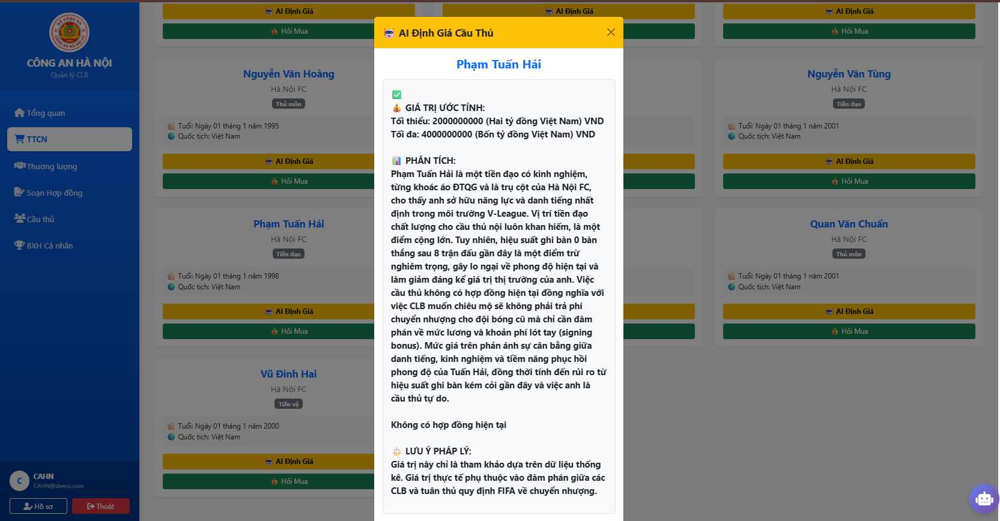 BỘ CÔNG AN
CÔNG AN HÀ NỘI FC
CÔNG AN HÀ NỘI
Quản lý CLB
Tổng quan
TTCN
Thương lượng
Soạn Hợp đồng
Cầu thủ
BXH Cá nhân
C
CAHN
CAHN@demo.com
Hồ sơ
Thoát
AI Định Giá
AI Định Giá
AI Định Giá
Hỏi Mua
Hỏi Mua
Nguyễn Văn Hoàng
Hà Nội FC
Thủ môn
Tuổi: Ngày 01 tháng 1 năm 1995
Quốc tịch: Việt Nam
AI Định Giá
Hỏi Mua
Nguyễn Văn Tùng
Hà Nội FC
Tiền đạo
Tuổi: Ngày 01 tháng 1 năm 2001
Quốc tịch: Việt Nam
AI Định Giá
Hỏi Mua
Phạm Tuấn Hải
Hà Nội FC
Tiền đạo
Tuổi: Ngày 01 tháng 1 năm 1998
Quốc tịch: Việt Nam
AI Định Giá
Hỏi Mua
Quan Văn Chuẩn
Hà Nội FC
Thủ môn
Tuổi: Ngày 01 tháng 1 năm 2001
Quốc tịch: Việt Nam
AI Định Giá
Hỏi Mua
Vũ Đình Hai
Hà Nội FC
Tiền vệ
Tuổi: Ngày 01 tháng 1 năm 2000
Quốc tịch: Việt Nam
AI Định Giá
Hỏi Mua
AI Định Giá Cầu Thủ
Phạm Tuấn Hải
GIÁ TRỊ ƯỚC TÍNH:
Tối thiểu: 2000000000 (Hai tỷ đồng Việt Nam) VND
Tối đa: 4000000000 (Bốn tỷ đồng Việt Nam) VND
PHÂN TÍCH:
Phạm Tuấn Hải là một tiền đạo có kinh nghiệm,
từng khoác áo ĐTQG và là trụ cột của Hà Nội FC,
cho thấy anh sở hữu năng lực và danh tiếng nhất
định trong môi trường V-League. Vị trí tiền đạo
chất lượng cho cầu thủ nội luôn khan hiếm, là một
điểm cộng lớn. Tuy nhiên, hiệu suất ghi bàn 0 bàn
thắng sau 8 trận đấu gần đây là một điểm trừ
nghiêm trọng, gây lo ngại về phong độ hiện tại và
làm giảm đáng kể giá trị thị trường của anh. Việc
cầu thủ không có hợp đồng hiện tại đồng nghĩa với
việc CLB muốn chiêu mộ sẽ không phải trả phí
chuyển nhượng cho đội bóng cũ mà chỉ cần đàm
phán về mức lương và khoản phí lót tay (signing
bonus). Mức giá trên phản ánh sự cân bằng giữa
danh tiếng, kinh nghiệm và tiềm năng phục hồi
phong độ của Tuấn Hải, đồng thời tính đến rủi ro từ
hiệu suất ghi bàn kém cỏi gần đây và việc anh là
cầu thủ tự do.
Không có hợp đồng hiện tại
LƯU Ý PHÁP LÝ:
Giá trị này chỉ là tham khảo dựa trên dữ liệu thống
kê. Giá trị thực tế phụ thuộc vào đàm phán giữa các
CLB và tuân thủ quy định FIFA về chuyển nhượng.